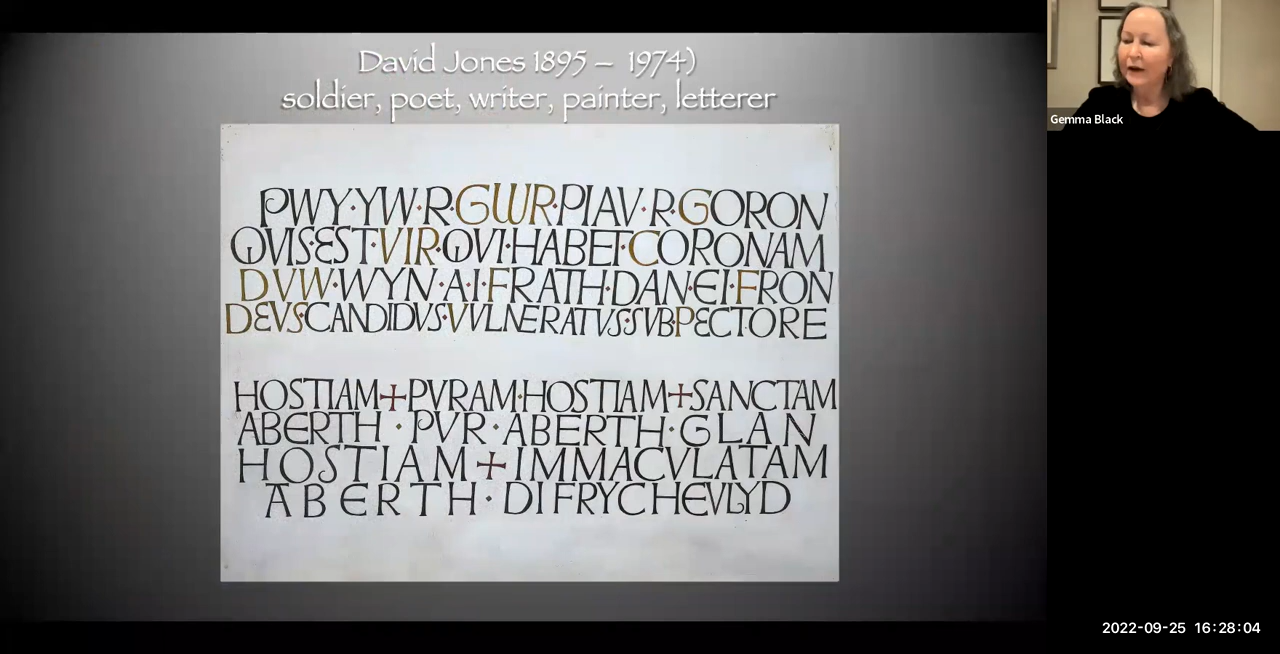 David Jones 1895 – 1974)
soldier, poet, writer, painter, letterer
PWY·YW·R·GWR·PIAV·R·GORON
QVIS·EST·VIR·QVI·HABET·CORONAM
DVW·WYN·A·I·FRATH·DAN·EI·FRON
DEVS·CANDIDVS·VVLNERATVS·SVB·PECTORE
HOSTIAM+PVRAM·HOSTIAM+SANCTAM
ABERTH·PVR·ABERTH·GLAN
HOSTIAM+IMMACVLATAM
ABERTH·DIFRYCHEVLYD
Gemma Black
2022-09-25 16:28:04